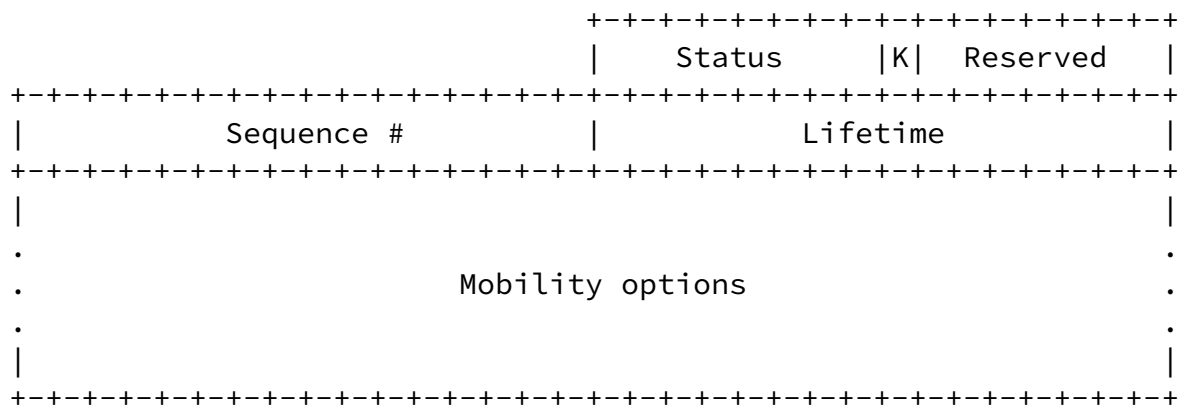 +-+-+-+-+-+-+-+-+-+-+-+-+-+-+-+-+
                                |    Status     |K|  Reserved   |
+-+-+-+-+-+-+-+-+-+-+-+-+-+-+-+-+-+-+-+-+-+-+-+-+-+-+-+-+-+-+-+-+
|           Sequence #          |           Lifetime            |
+-+-+-+-+-+-+-+-+-+-+-+-+-+-+-+-+-+-+-+-+-+-+-+-+-+-+-+-+-+-+-+-+
|                                                               |
.                                                               .
.                        Mobility options                       .
.                                                               .
|                                                               |
+-+-+-+-+-+-+-+-+-+-+-+-+-+-+-+-+-+-+-+-+-+-+-+-+-+-+-+-+-+-+-+-+